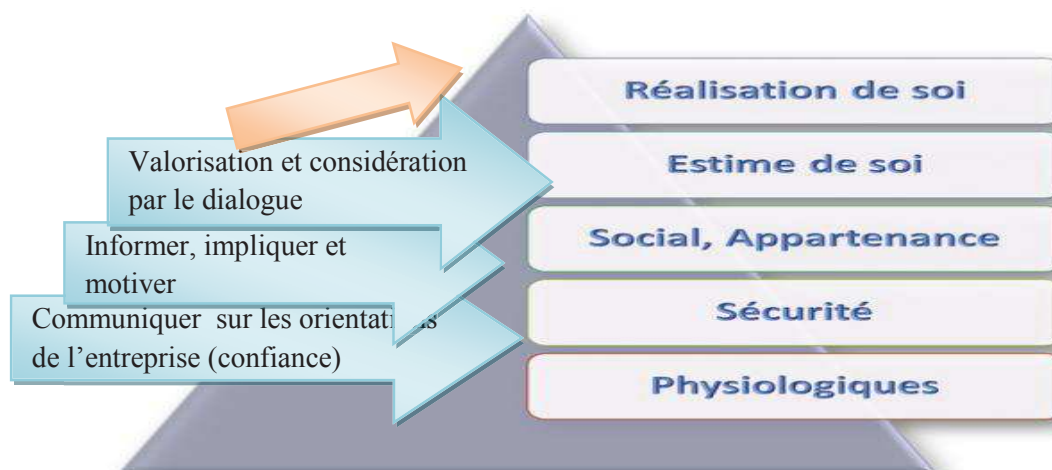 Réalisation de soi
Valorisation et considération
par le dialogue
Estime de soi
Informer, impliquer et
motiver
Social, Appartenance
Communiquer sur les
de l'entreprise (confiance)
Sécurité
Physiologiques